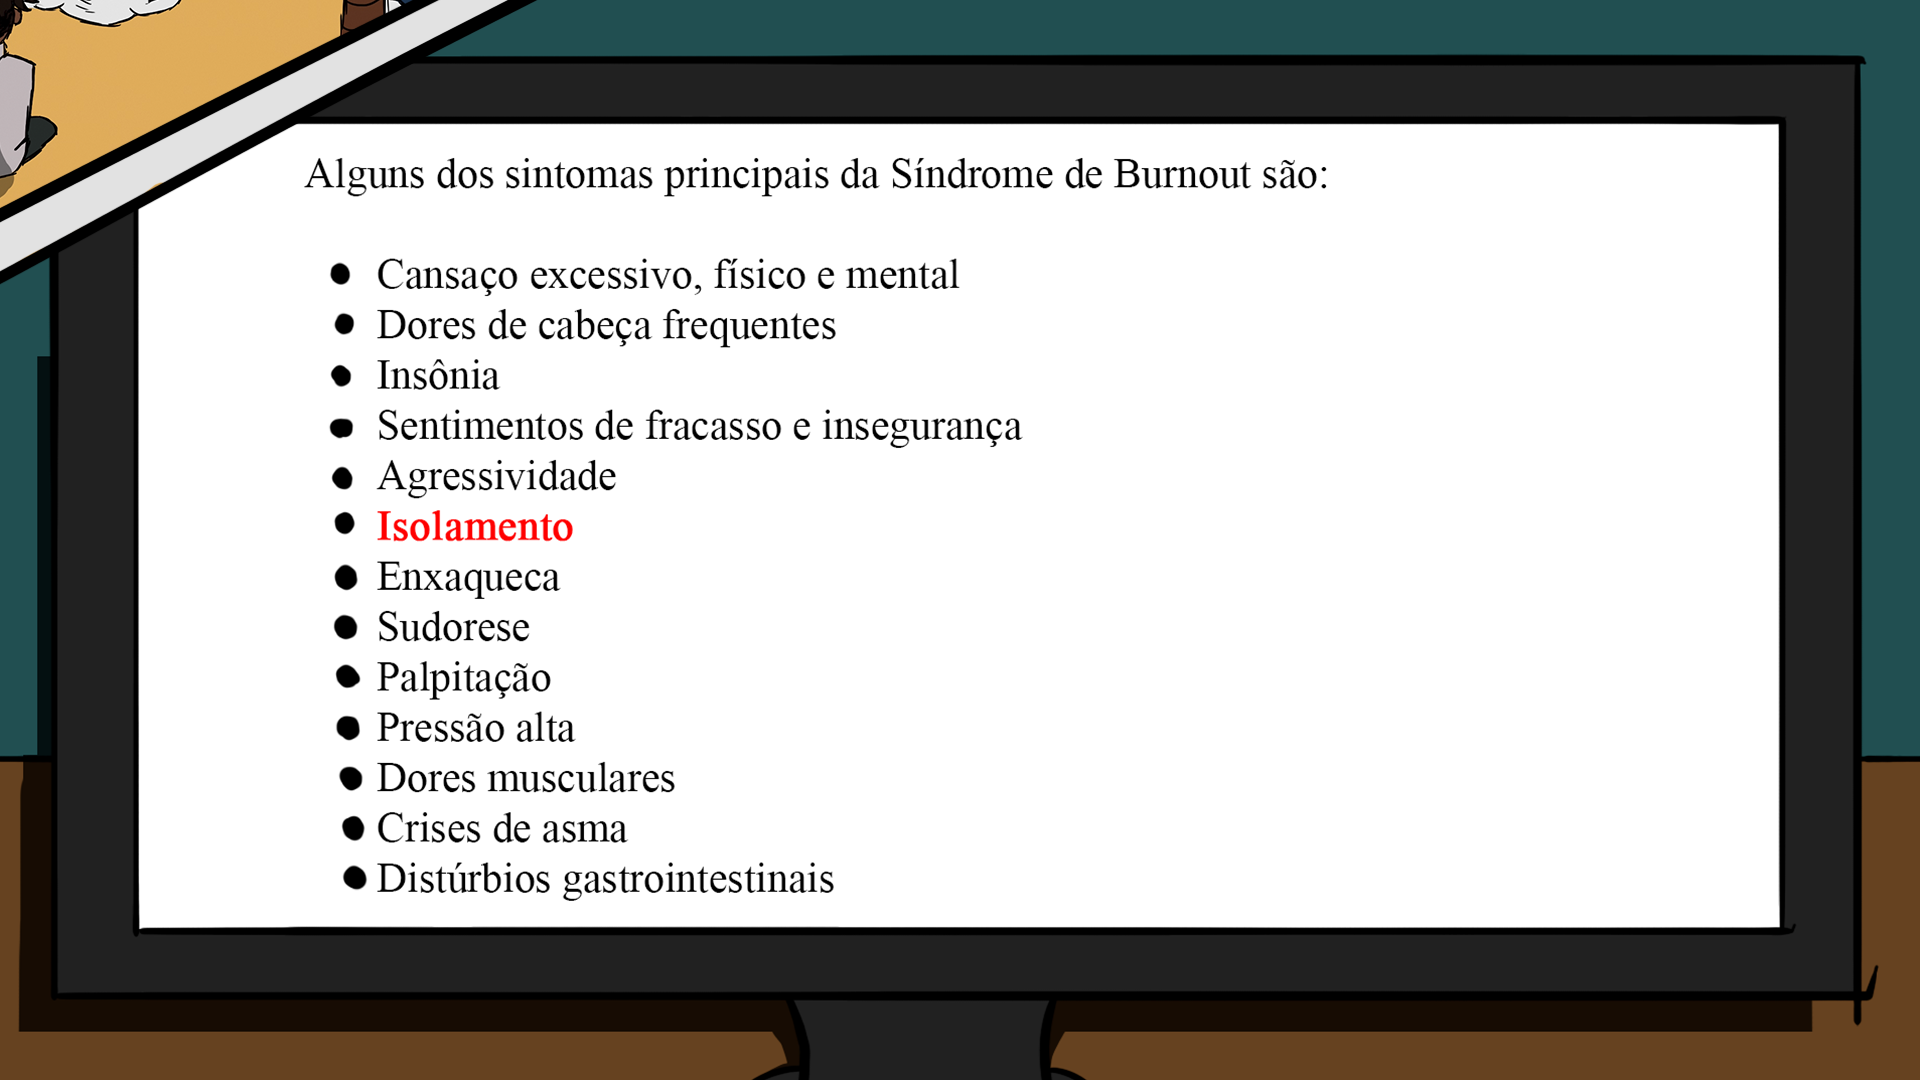 Alguns dos sintomas principais da Síndrome de Burnout são:
● Cansaço excessivo, físico e mental
● Dores de cabeça frequentes
● Insônia
● Sentimentos de fracasso e insegurança
● Agressividade
● Isolamento
● Enxaqueca
● Sudorese
● Palpitação
● Pressão alta
● Dores musculares
● Crises de asma
● Distúrbios gastrointestinais